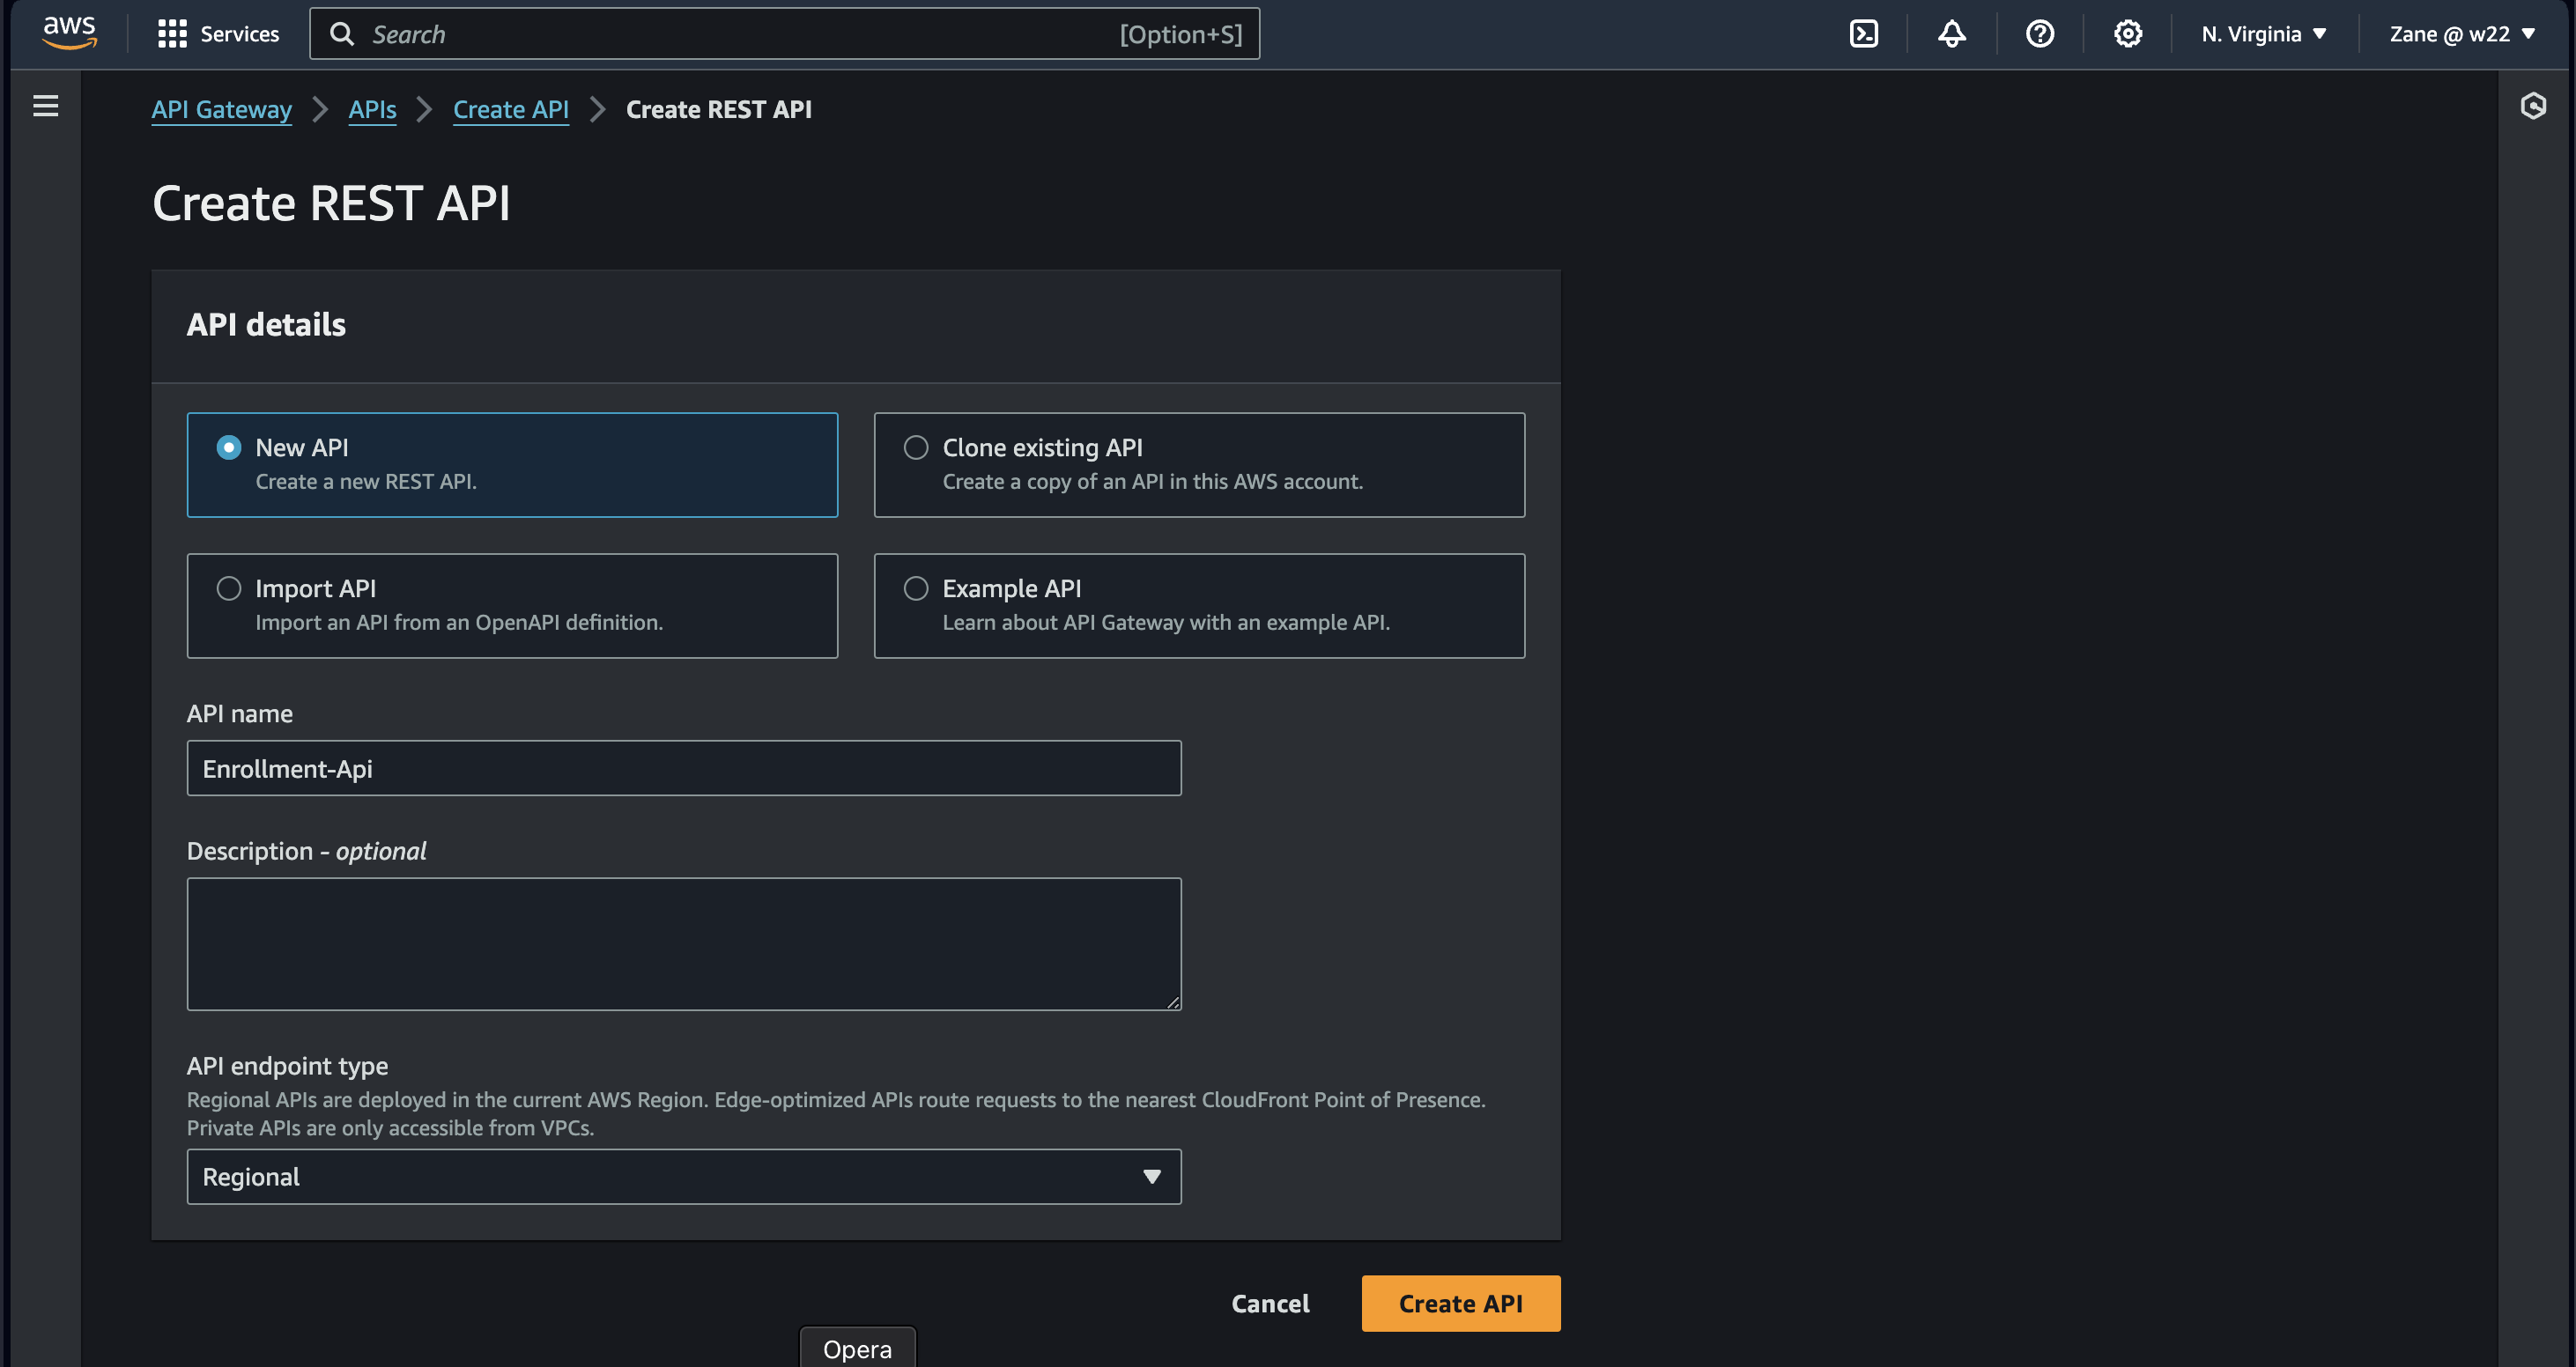 aws
Services
Search
[Option+S]
N. Virginia
Zane @ w22
API Gateway
APIs
Create API
Create REST API
Create REST API
API details
New API
Create a new REST API.
Clone existing API
Create a copy of an API in this AWS account.
Import API
Import an API from an OpenAPI definition.
Example API
Learn about API Gateway with an example API.
API name
Enrollment-Api
Description - optional
API endpoint type
Regional APIs are deployed in the current AWS Region. Edge-optimized APIs route requests to the nearest CloudFront Point of Presence.
Private APIs are only accessible from VPCs.
Regional
Cancel
Create API
Opera